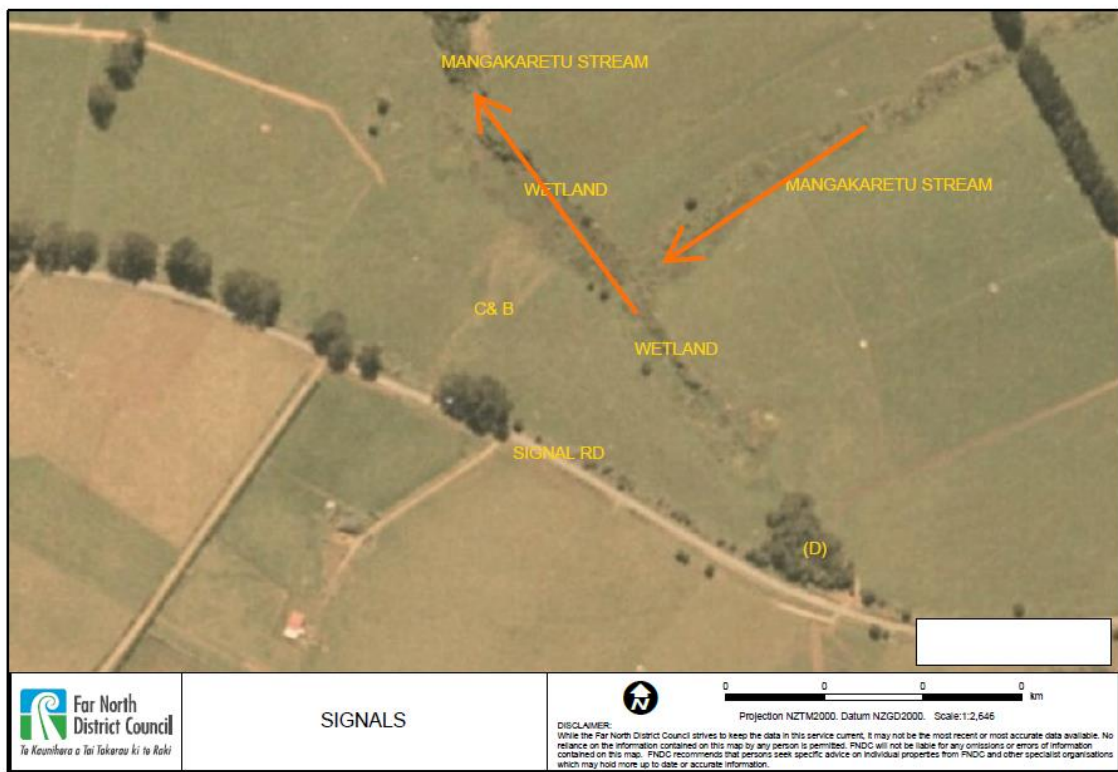 MANGAKARETU STREAM
WETLAND
MANGAKARETU STREAM
C& B
WETLAND
SIGNAL RD
(D)
Far North
District Council
Te Kaunihera o Tai Tokerau ki te Raki
SIGNALS
N
0 0 0 0
km
Projection NZTM2000. Datum NZGD2000. Scale:1:2,646
DISCLAIMER:
While the Far North District Council strives to keep the data in this service current, it may not be the most recent or most accurate data available. No
reliance on the information contained on this map by any person is permitted. FNDC will not be liable for any omissions or errors of information
contained on this map. FNDC recommends that persons seek specific advice on individual properties from FNDC and other specialist organisations
which may hold more up to date or accurate information.